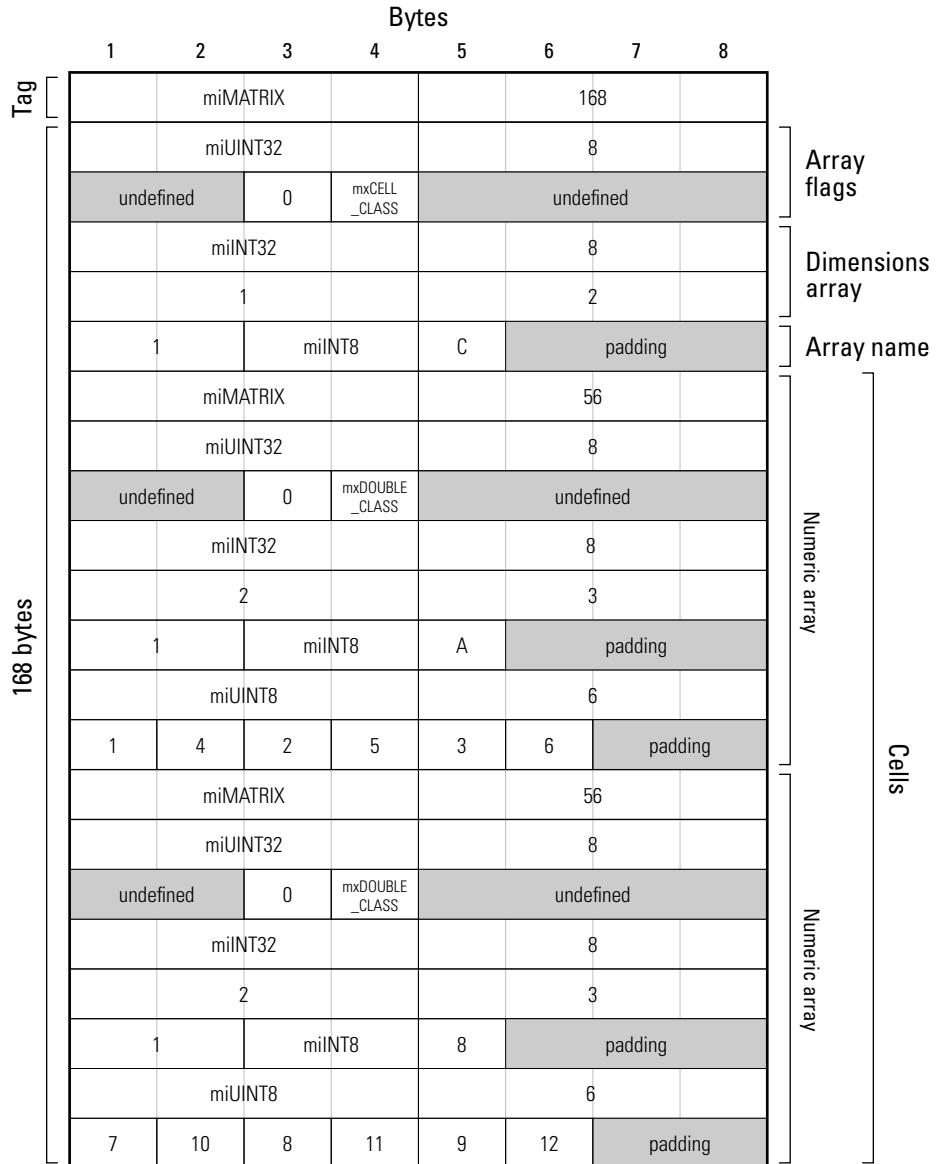 Bytes
1 2 3 4 5 6 7 8
Tag
miMATRIX 168
168 bytes
miUINT32 8
Array
flags
undefined 0 mxCELL
_CLASS undefined
miINT32 8
Dimensions
array
1 2
1 miINT8 C padding
Array name
miMATRIX 56
miUINT32 8
undefined 0 mxDOUBLE
_CLASS undefined
miINT32 8
2 3
Numeric array
1 miINT8 A padding
miUINT8 6
1 4 2 5 3 6 padding
Cells
miMATRIX 56
miUINT32 8
undefined 0 mxDOUBLE
_CLASS undefined
miINT32 8
2 3
Numeric array
1 miINT8 8 padding
miUINT8 6
7 10 8 11 9 12 padding